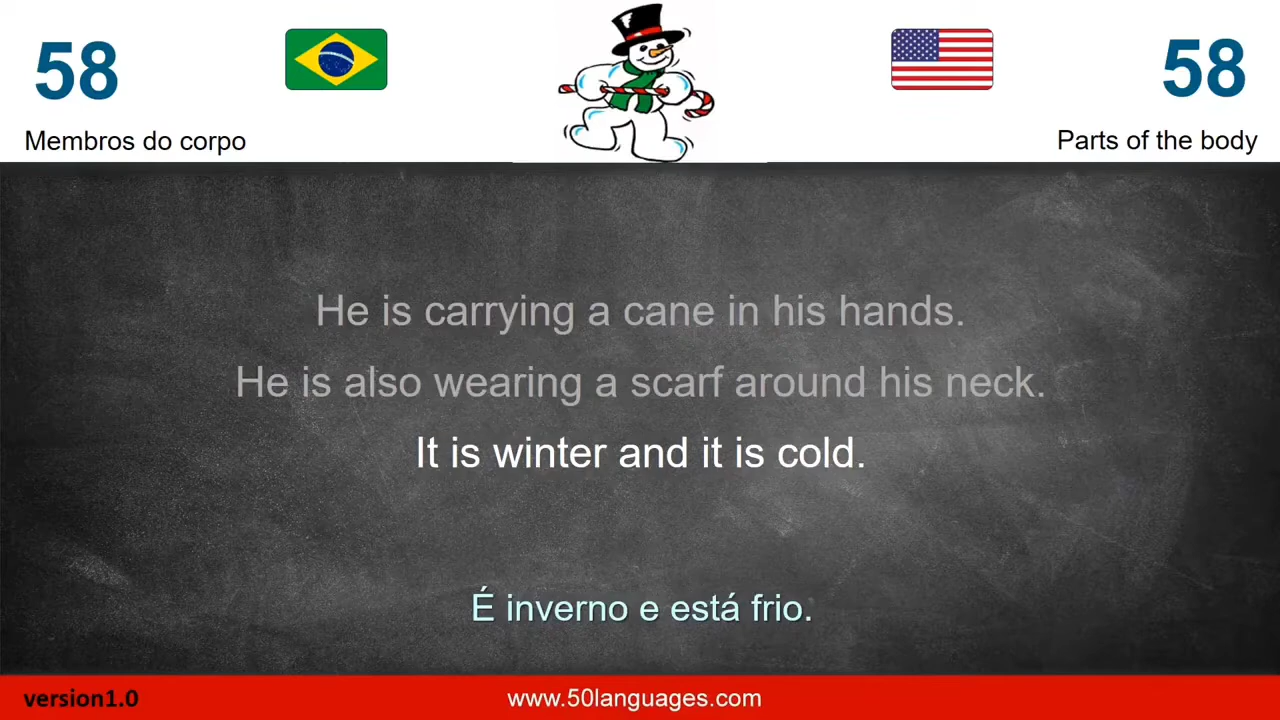 58
58
Membros do corpo
Parts of the body
He is carrying a cane in his hands.
He is also wearing a scarf around his neck.
It is winter and it is cold.
É inverno e está frio.
version1.0
www.50languages.com